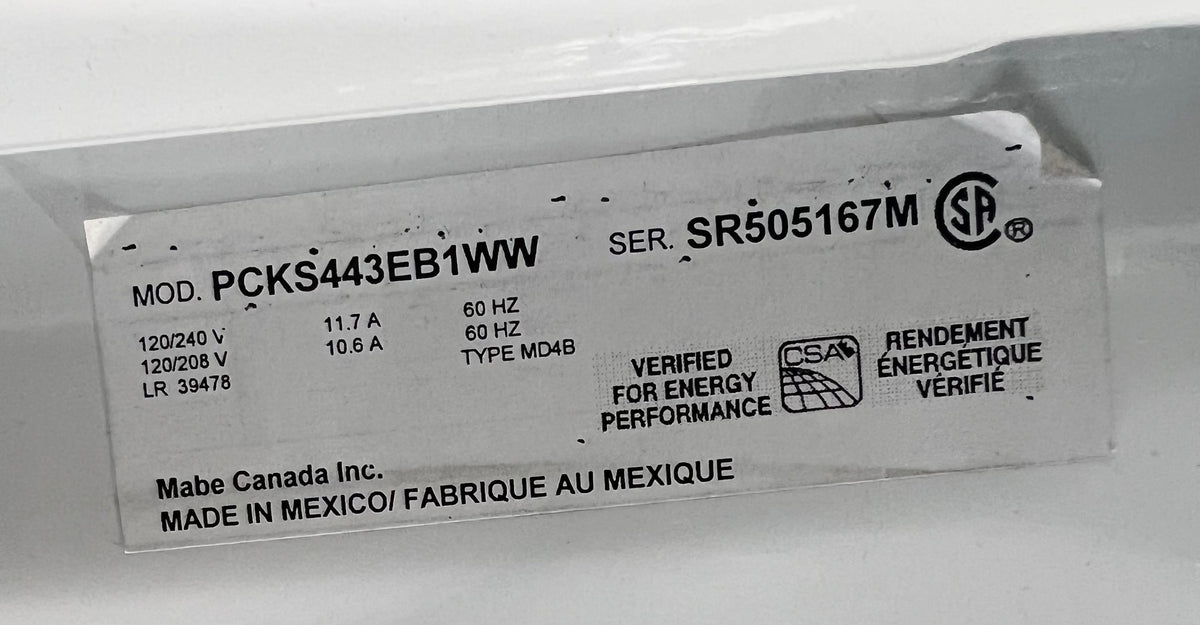 MOD. PCKS443EB1WW SER. SR505167M CSA ®
120/240 V 11.7 A 60 HZ
120/208 V 10.6 A 60 HZ
LR 39478 TYPE MD4B
VERIFIED
FOR ENERGY
PERFORMANCE
CSA
RENDEMENT
ÉNERGÉTIQUE
VÉRIFIÉ
Mabe Canada Inc.
MADE IN MEXICO/ FABRIQUE AU MEXIQUE